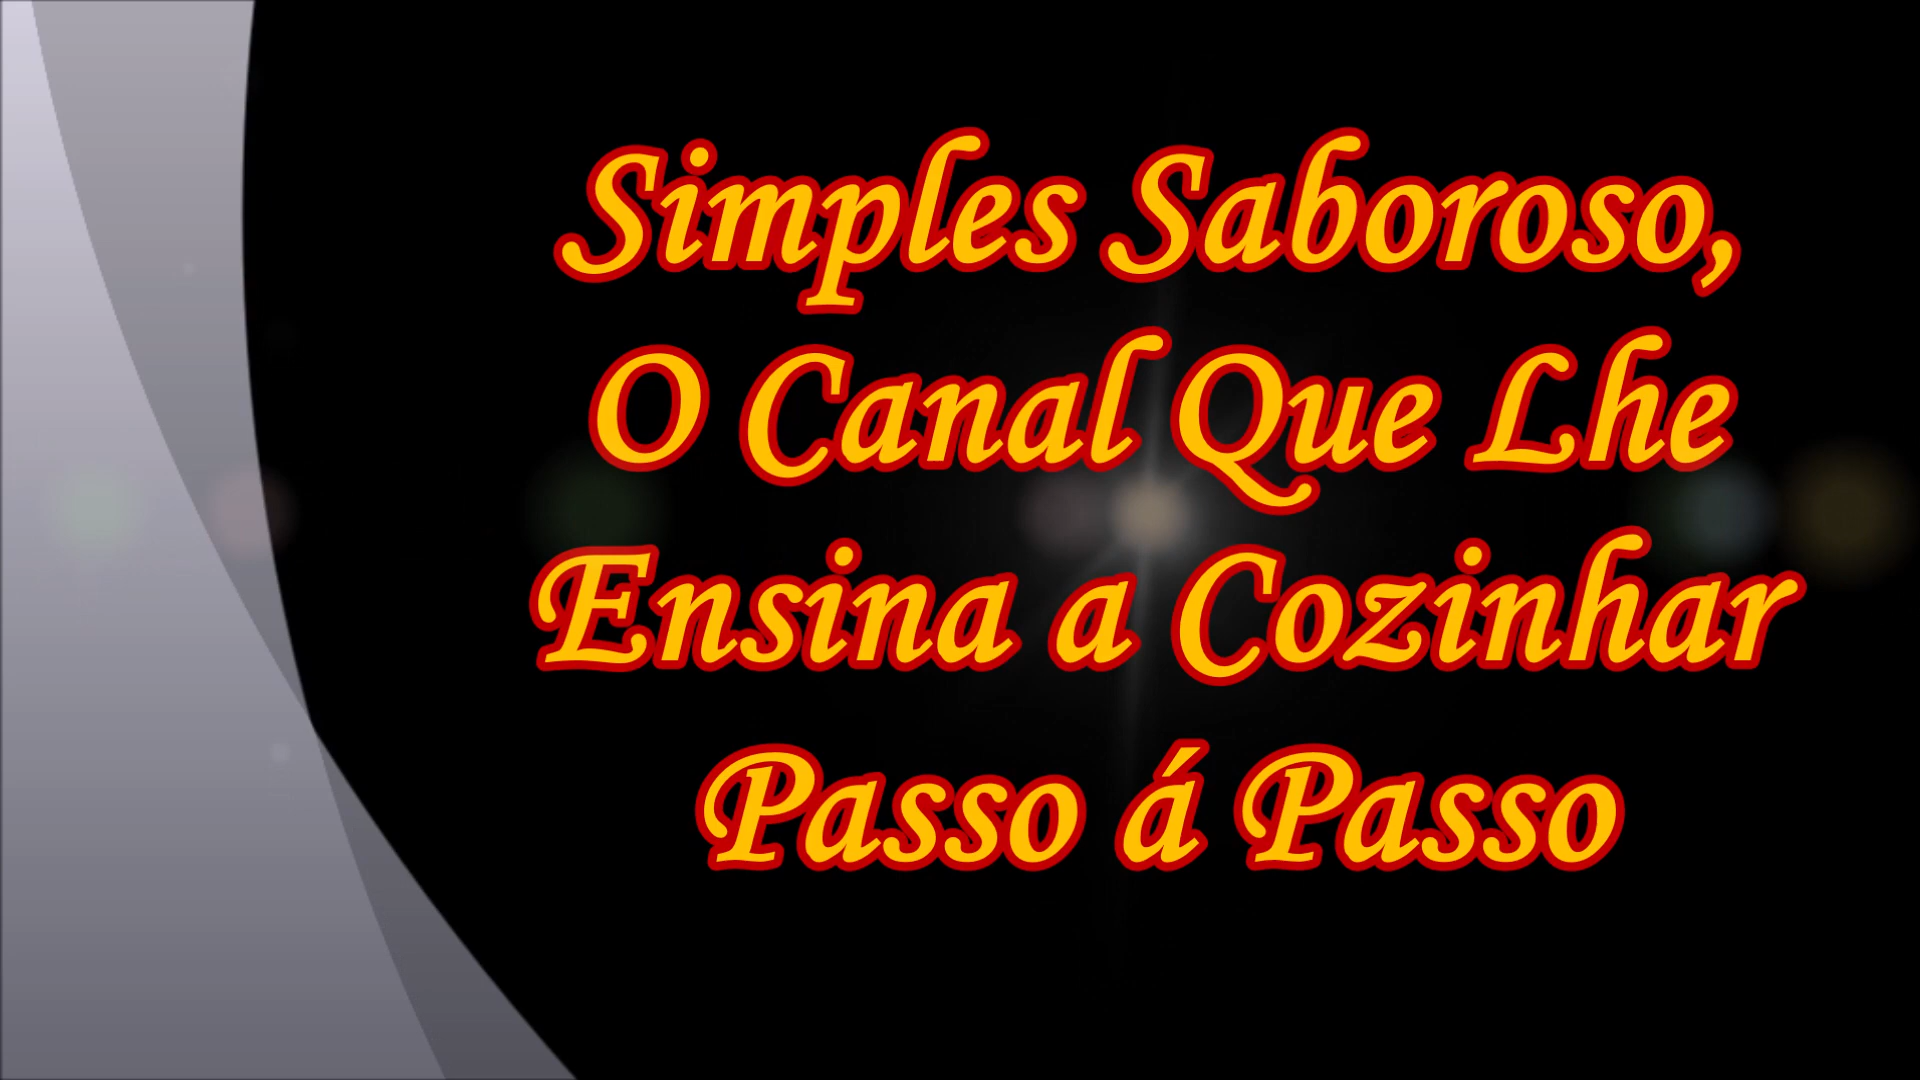 Simples Saboroso,
O Canal Que Lhe
Ensina a Cozinhar
Passo á Passo